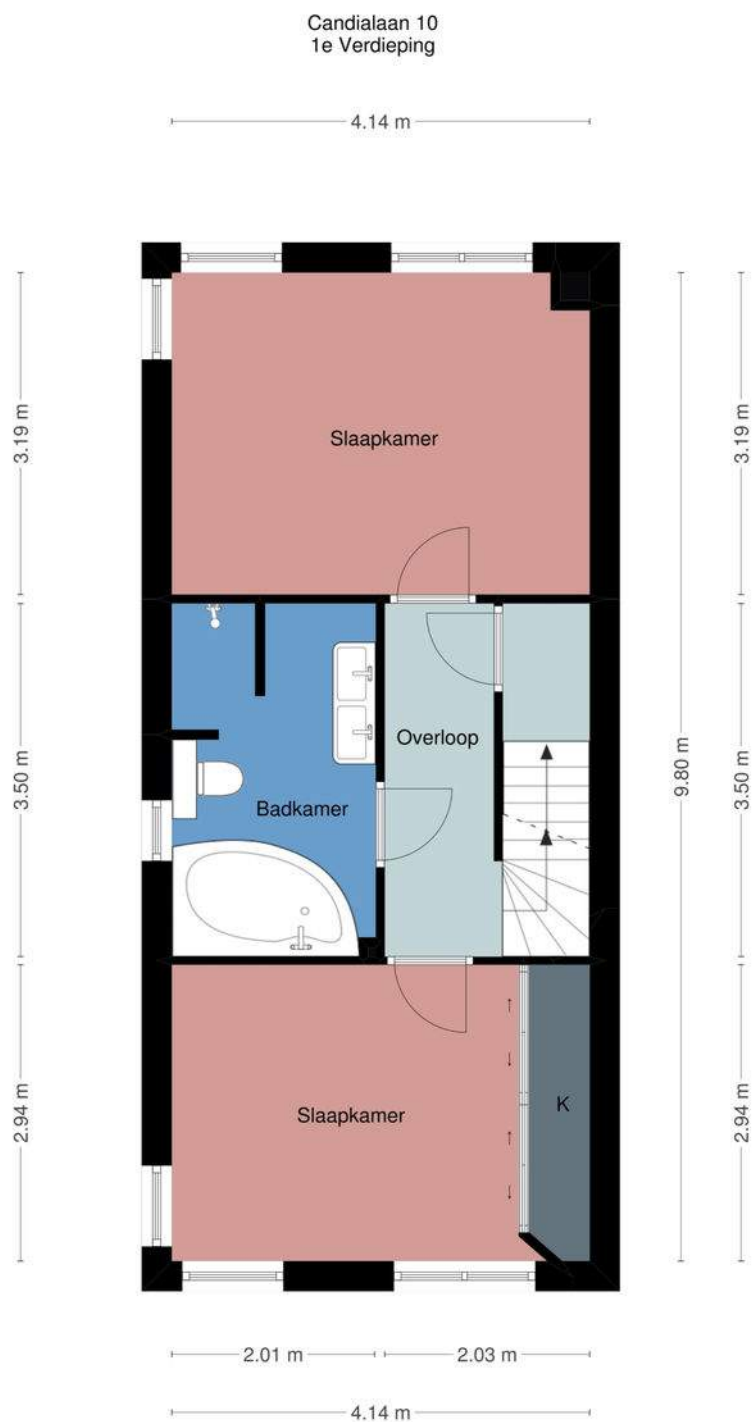 Candialaan 10
1e Verdieping
4.14 m
3.19 m
3.19 m
Slaapkamer
Overloop
3.50 m
9.80 m
3.50 m
Badkamer
2.94 m
Slaapkamer
K
2.94 m
2.01 m
2.03 m
4.14 m